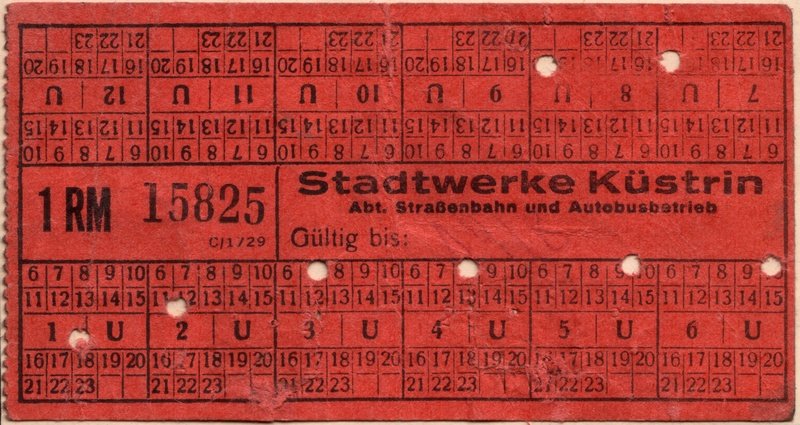 6 7 8 9 10 6 7 8 9 10 6 7 8 9 10 6 7 8 9 10 6 7 8 9 10 6 7 8 9 10
11 12 13 14 15 11 12 13 14 15 11 12 13 14 15 11 12 13 14 15 11 12 13 14 15 11 12 13 14 15
7 U 8 U 9 U 10 U 11 U 12 U
16 17 18 19 16 17 18 19 16 17 18 19 20 16 17 18 19 20 16 17 18 19 20 16 17 18 19 20
21 22 23 21 22 23 21 22 23 21 22 23 21 22 23 21 22 23
1 RM 15825
C/1729
Stadtwerke Küstrin
Abt. Straßenbahn und Autobusbetrieb
Gültig bis:
6 7 8 9 10 6 7 8 9 10 6 8 9 10 6 7 9 10 6 7 8 9 10 6 7 8 9
11 12 13 14 15 11 12 13 14 15 11 12 13 14 15 11 12 13 14 15 11 12 13 14 15 11 12 13 14 15
1 U 2 U 3 U 4 U 5 U 6 U
16 17 18 19 20 16 17 18 19 20 16 17 18 19 20 16 17 18 19 20 16 17 18 19 20 16 17 18 19 20
21 22 23 21 22 23 21 22 23 21 22 23 21 22 23 21 22 23